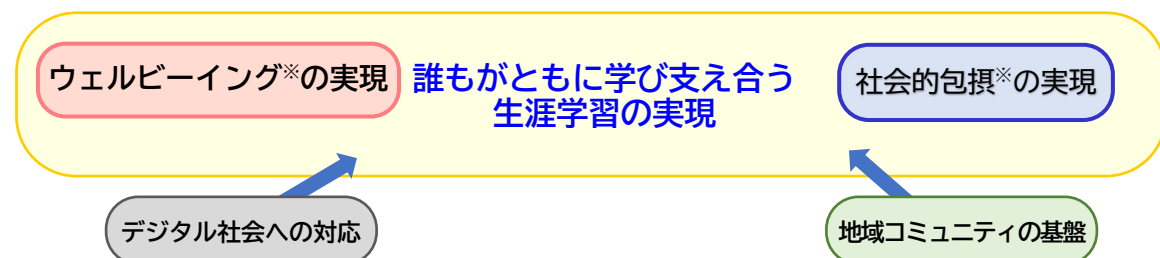 ウェルビーイング※の実現
誰もがともに学び支え合う
生涯学習の実現
社会的包摂※の実現
デジタル社会への対応
地域コミュニティの基盤